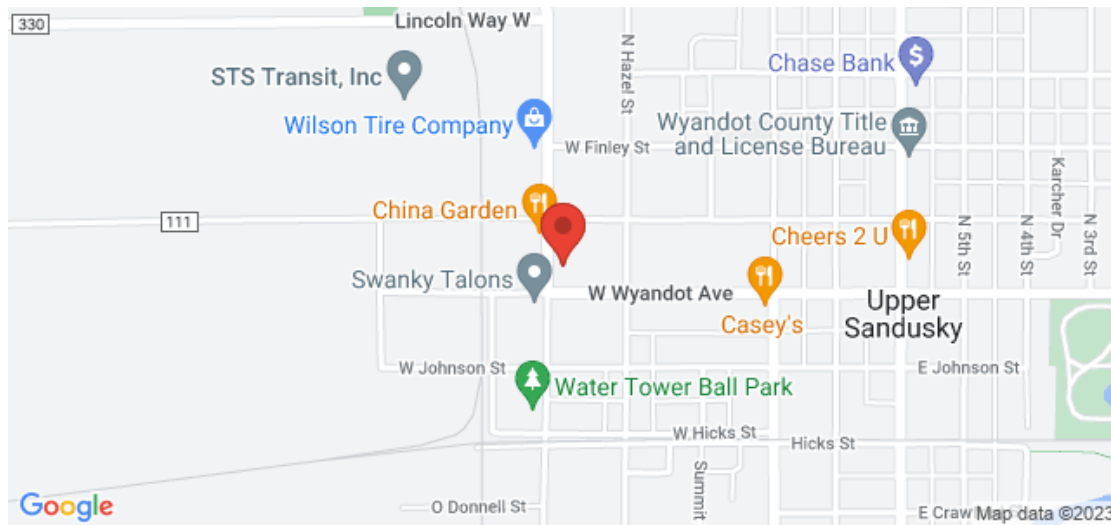 330
Lincoln Way W
N Hazel St
Chase Bank
STS Transit, Inc
Wilson Tire Company
Wyandot County Title
and License Bureau
W Finley St
Karcher Dr
China Garden
111
Cheers 2 U
N 5th St
N 4th St
N 3rd St
Swanky Talons
W Wyandot Ave
Casey's
Upper
Sandusky
W Johnson St
E Johnson St
Water Tower Ball Park
W Hicks St
Hicks St
Summit
Google
O Donnell St
E Craw
Map data ©2023